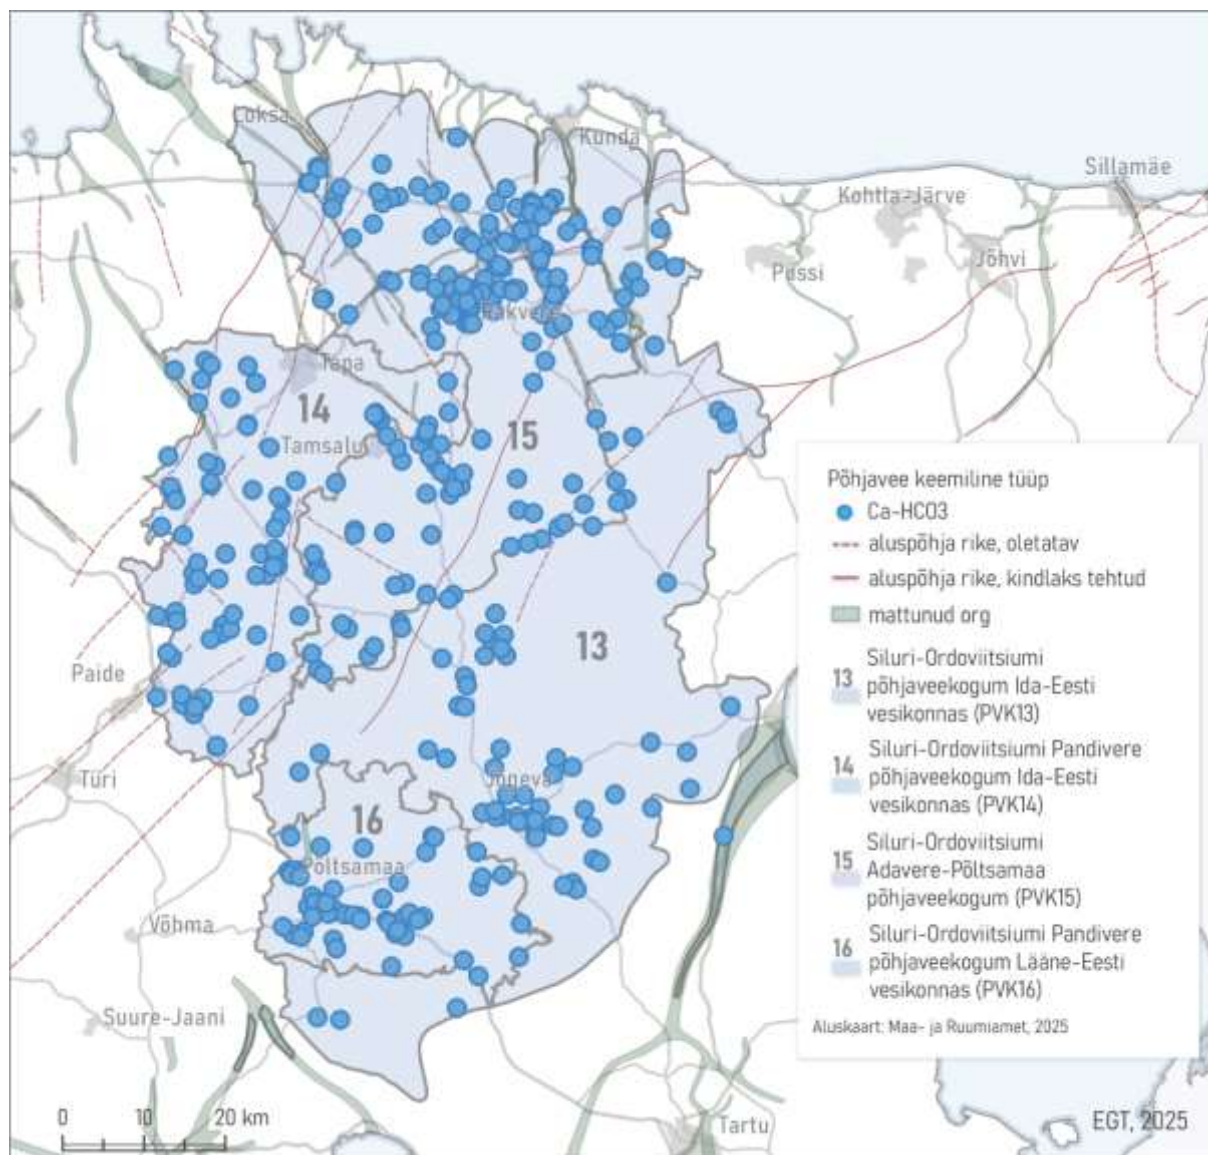 Loksa
Kunda
Sillamäe
Kohtla-Järve
Jõhvi
Püssi
Rakvere
Tapa
14
15
Tamsalu
13
Paide
Türi
Jõgeva
16
Põltsamaa
Võhma
Suure-Jaani
Tartu
Põhjavee keemiline tüüp
Ca-HCO3
aluspõhja rike, oletatav
aluspõhja rike, kindlaks tehtud
mattunud org
13 Siluri-Ordoviitsiumi
põhjaveekogum Ida-Eesti
vesikonnas (PVK13)
14 Siluri-Ordoviitsiumi Pandivere
põhjaveekogum Ida-Eesti
vesikonnas (PVK14)
15 Siluri-Ordoviitsiumi
Adavere-Põltsamaa
põhjaveekogum (PVK15)
16 Siluri-Ordoviitsiumi Pandivere
põhjaveekogum Lääne-Eesti
vesikonnas (PVK16)
Aluskaart: Maa- ja Ruumiamet, 2025
0 10 20 km
EGT, 2025